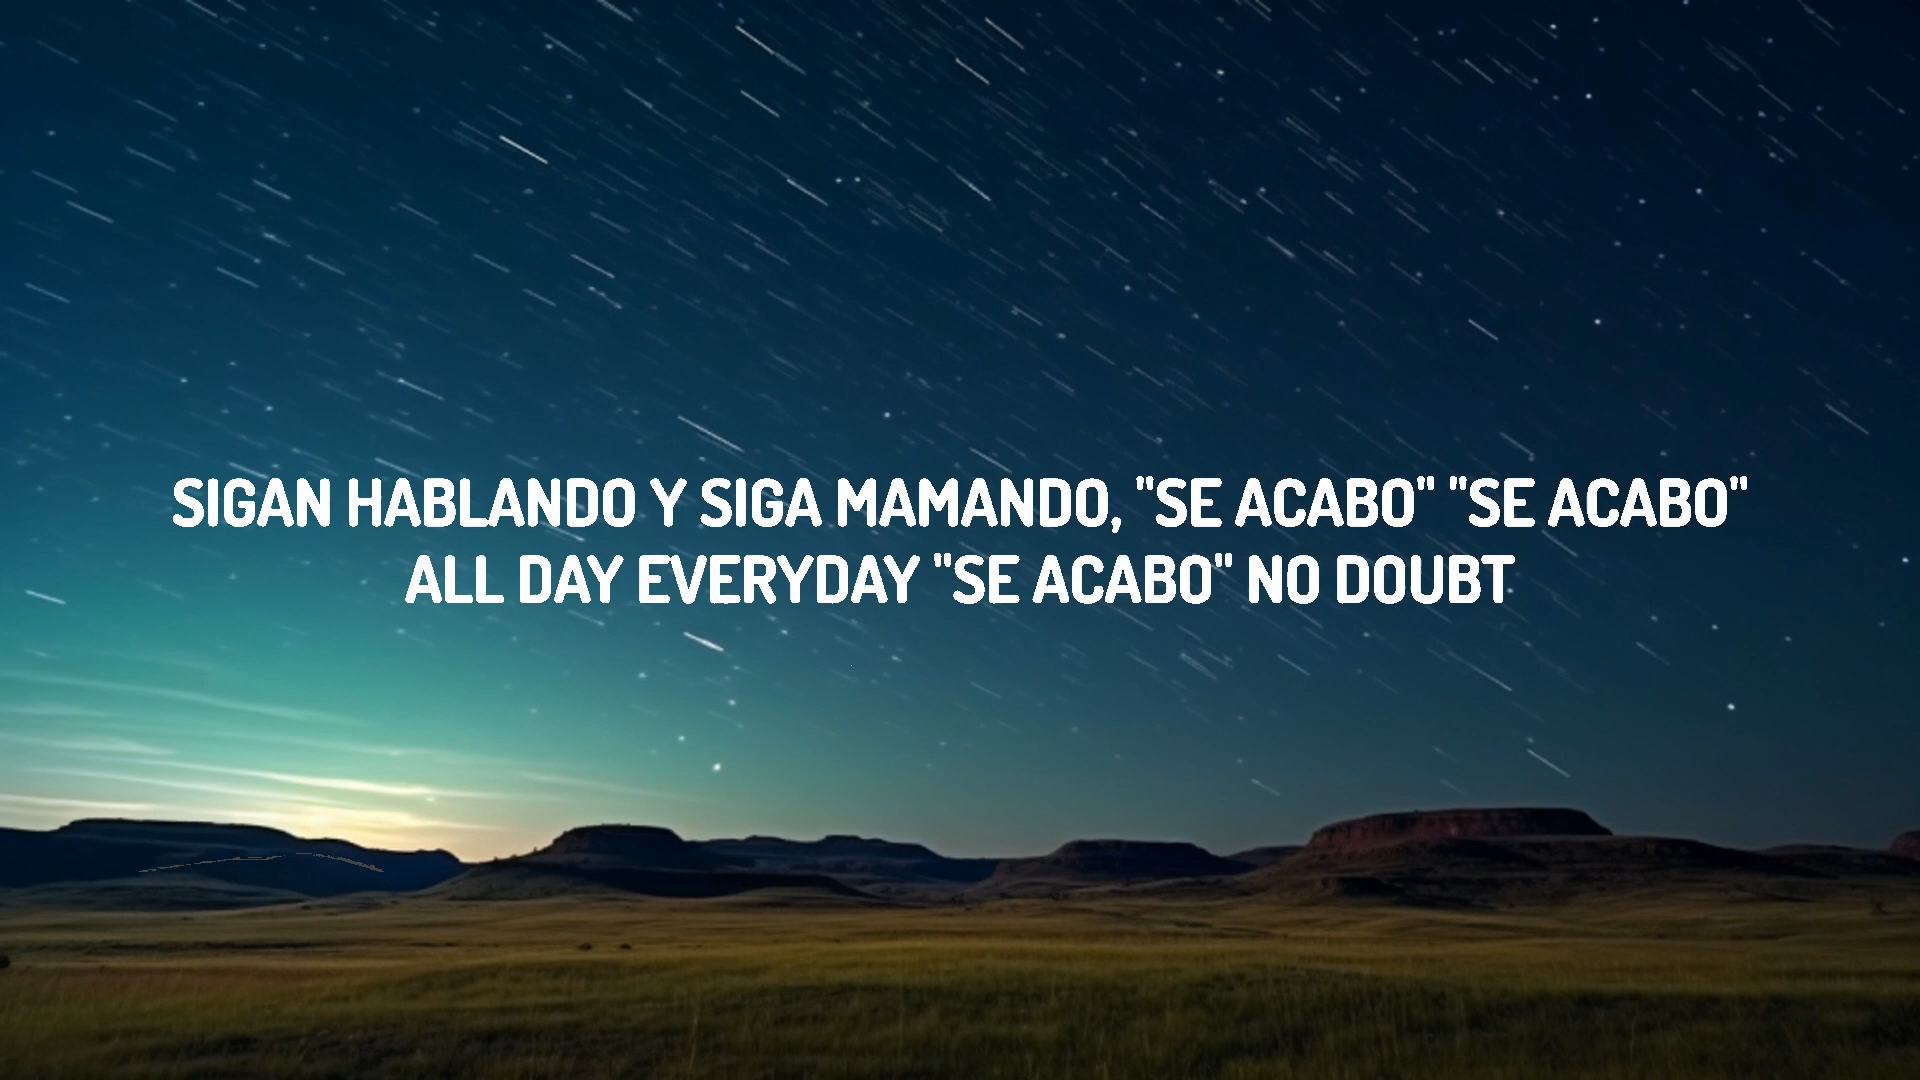 SIGAN HABLANDO Y SIGA MAMANDO, "SE ACABO" "SE ACABO"
ALL DAY EVERYDAY "SE ACABO" NO DOUBT